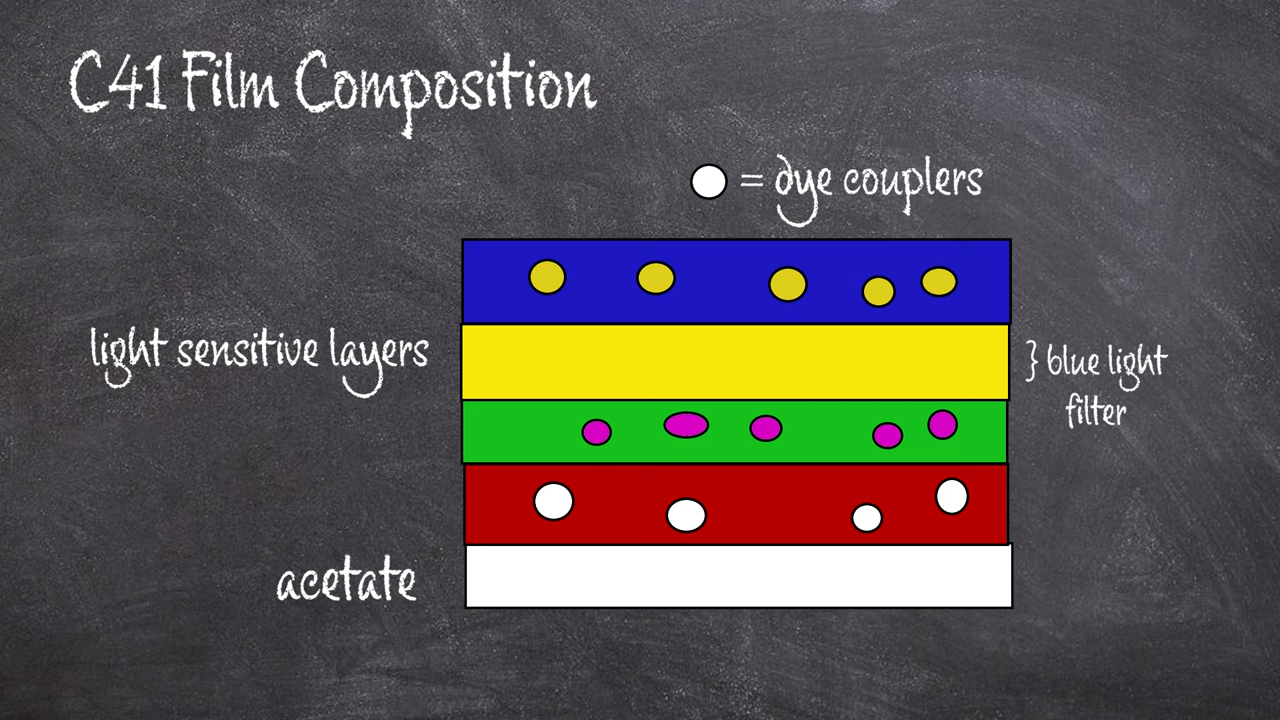 C41 Film Composition
= dye couplers
light sensitive layers
} blue light
filter
acetate